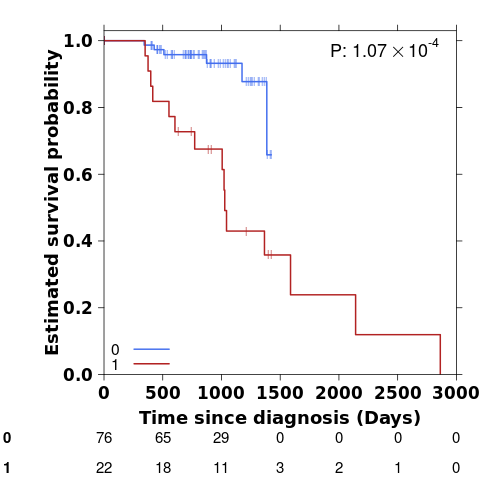 P: 1.07 × 10-4
1.0
0.8
0.6
0.4
0.2
0.0
Estimated survival probability
0
1
0 500 1000 1500 2000 2500 3000
Time since diagnosis (Days)
0 76 65 29 0 0 0 0
1 22 18 11 3 2 1 0